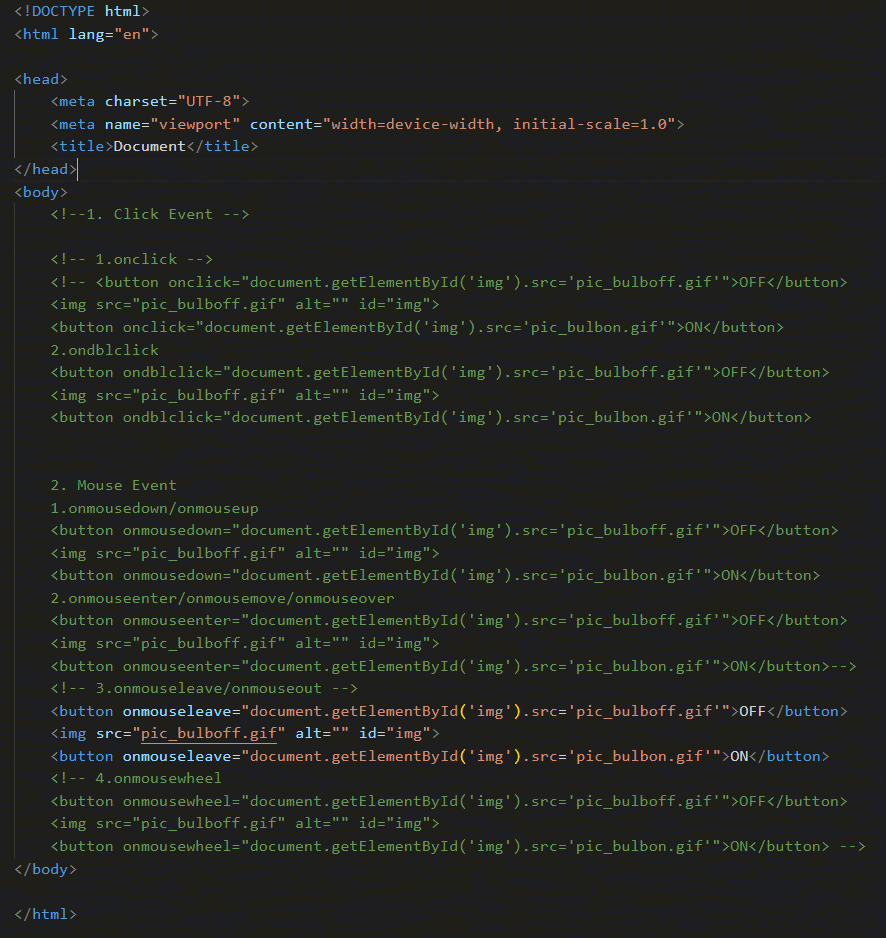 <!DOCTYPE html>
<html lang="en">
<head>
<meta charset="UTF-8">
<meta name="viewport" content="width=device-width, initial-scale=1.0">
<title>Document</title>
</head>
<body>
<!--1. Click Event -->
<!-- 1.onclick -->
<!-- <button onclick="document.getElementById('img').src='pic_bulboff.gif'">OFF</button>
<img src="pic_bulboff.gif" alt="" id="img">
<button onclick="document.getElementById('img').src='pic_bulbon.gif'">ON</button>
2.ondblclick
<button ondblclick="document.getElementById('img').src='pic_bulboff.gif'">OFF</button>
<img src="pic_bulboff.gif" alt="" id="img">
<button ondblclick="document.getElementById('img').src='pic_bulbon.gif'">ON</button>
2. Mouse Event
1.onmousedown/onmouseup
<button onmousedown="document.getElementById('img').src='pic_bulboff.gif'">OFF</button>
<img src="pic_bulboff.gif" alt="" id="img">
<button onmousedown="document.getElementById('img').src='pic_bulbon.gif'">ON</button>
2.onmouseenter/onmousemove/onmouseover
<button onmouseenter="document.getElementById('img').src='pic_bulboff.gif'">OFF</button>
<img src="pic_bulboff.gif" alt="" id="img">
<button onmouseenter="document.getElementById('img').src='pic_bulbon.gif'">ON</button>-->
<!-- 3.onmouseleave/onmouseout -->
<button onmouseleave="document.getElementById('img').src='pic_bulboff.gif'">OFF</button>
<img src="pic_bulboff.gif" alt="" id="img">
<button onmouseleave="document.getElementById('img').src='pic_bulbon.gif'">ON</button>
<!-- 4.onmousewheel
<button onmousewheel="document.getElementById('img').src='pic_bulboff.gif'">OFF</button>
<img src="pic_bulboff.gif" alt="" id="img">
<button onmousewheel="document.getElementById('img').src='pic_bulbon.gif'">ON</button> -->
</body>
</html>